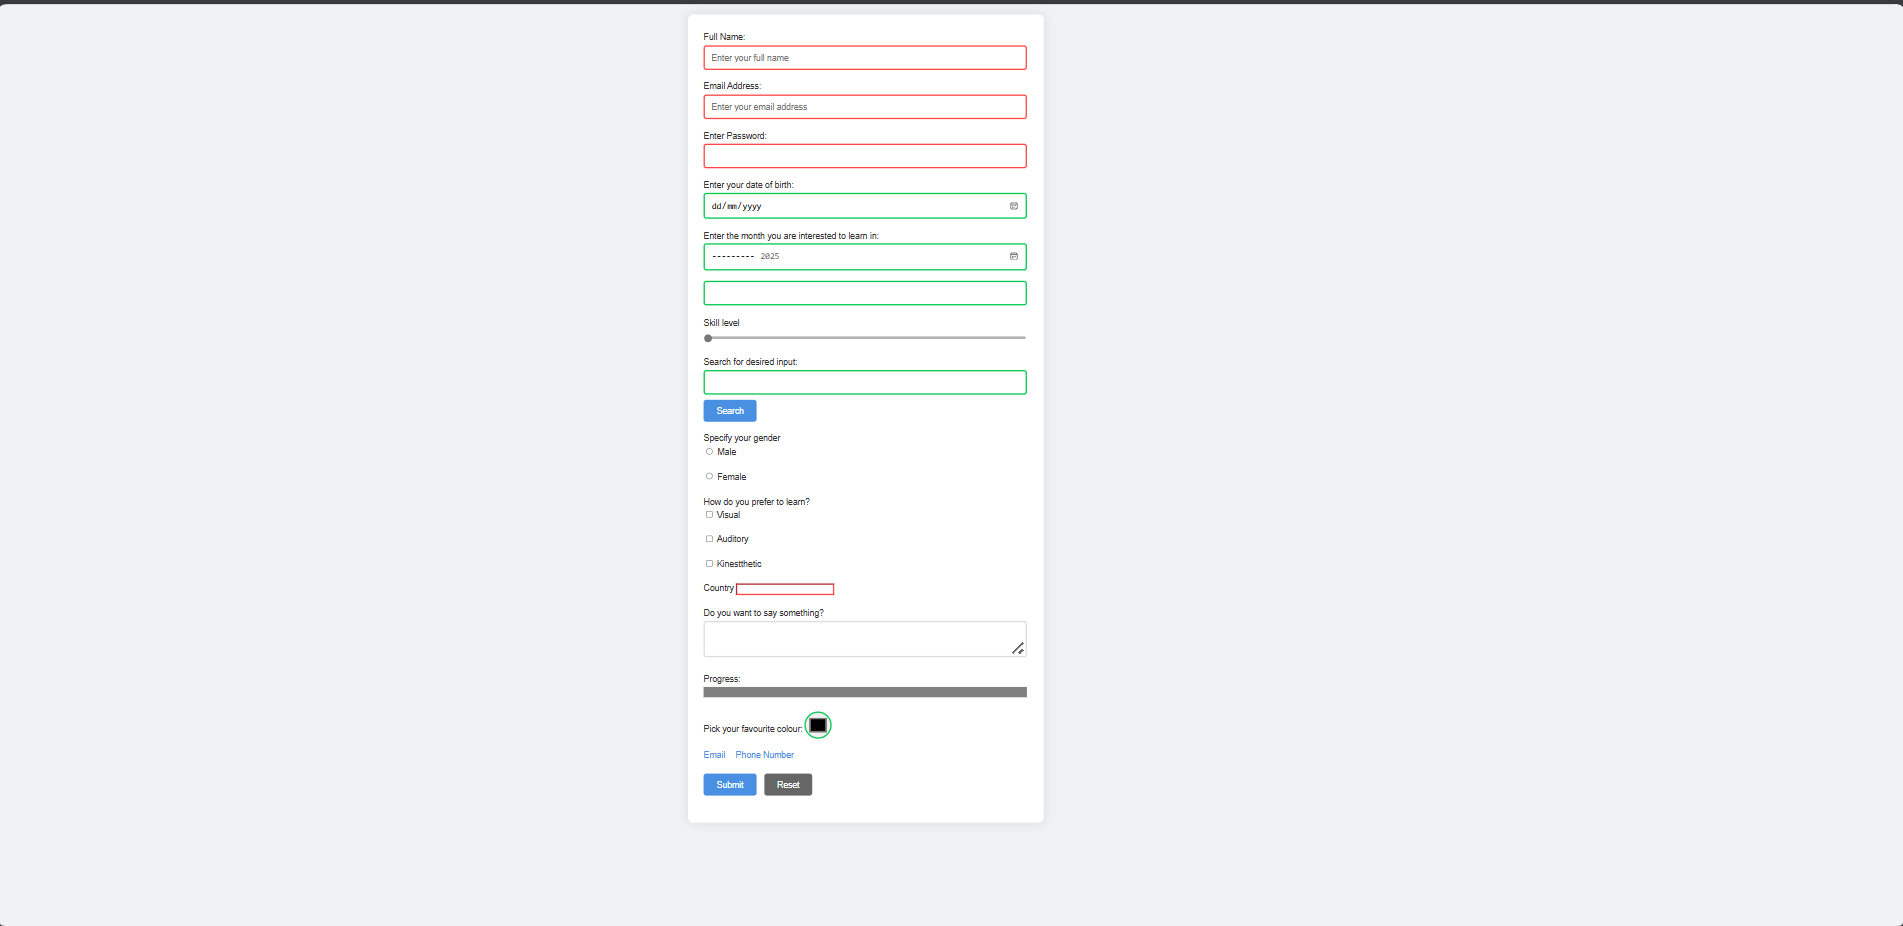 Full Name:
Enter your full name
Email Address:
Enter your email address
Enter Password:
Enter your date of birth:
dd/mm/yyyy
Enter the month you are interested to learn in:
--------- 2025
Skill level
Search for desired input:
Search
Specify your gender
Male
Female
How do you prefer to learn?
Visual
Auditory
Kinestthetic
Country
Do you want to say something?
Progress:
Pick your favourite colour:
Email Phone Number
Submit Reset